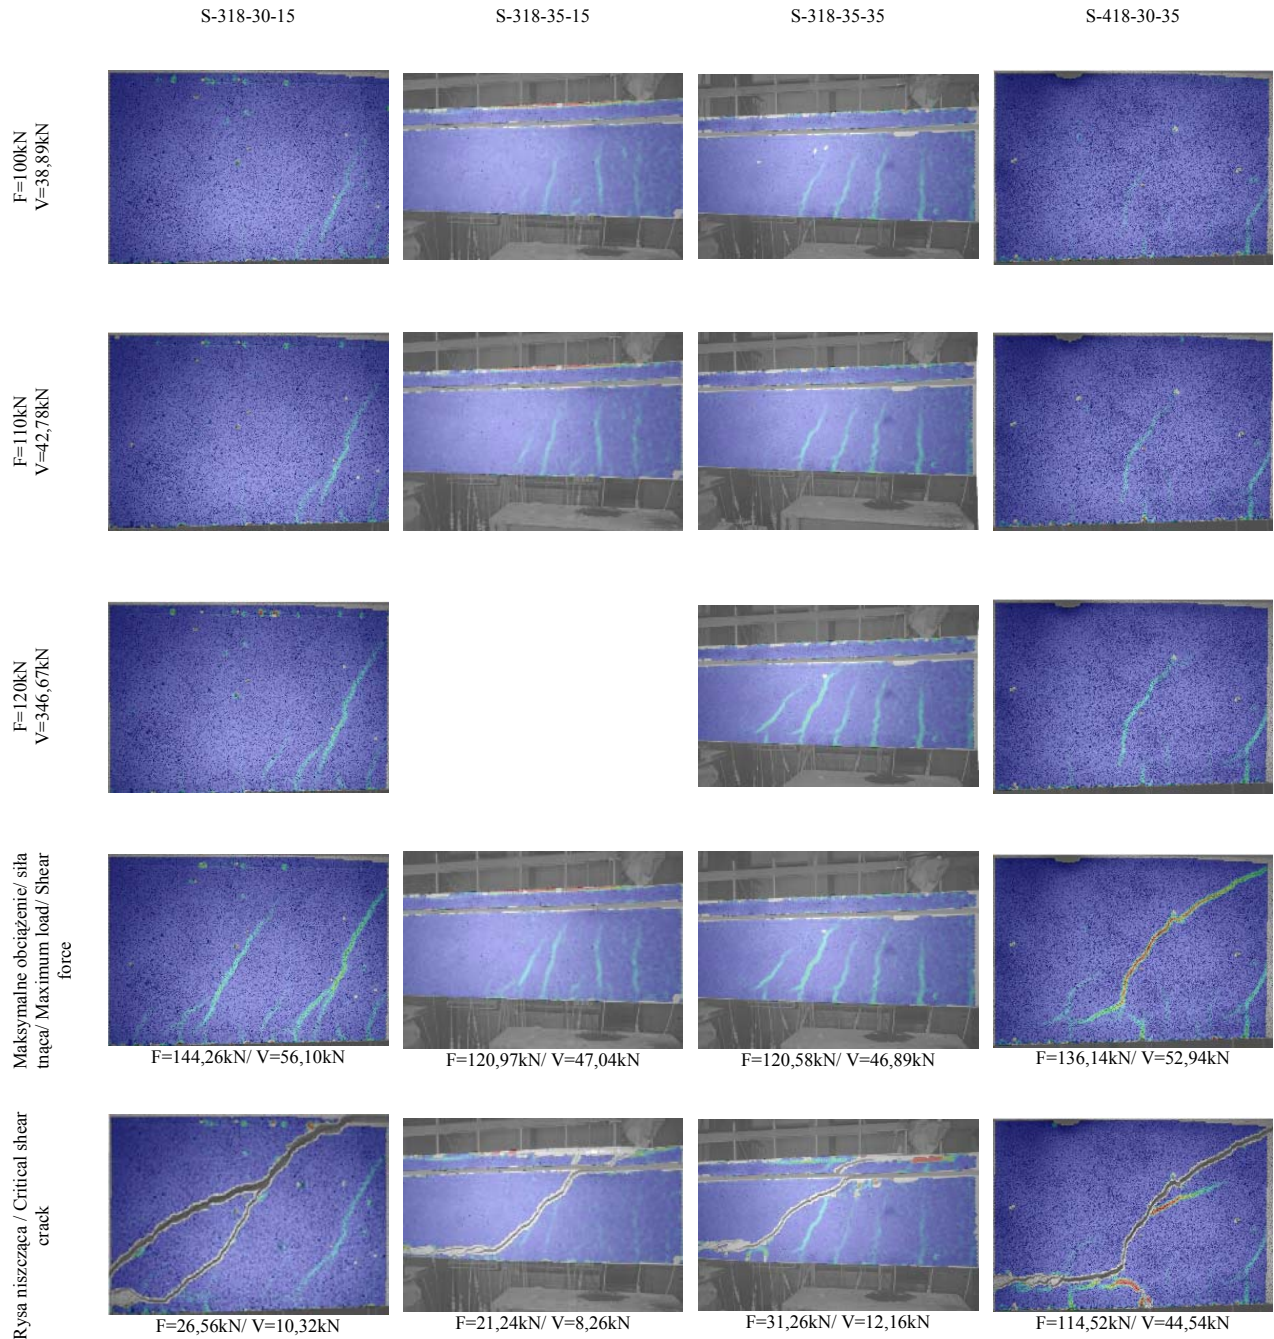 S-318-30-15
S-318-35-15
S-318-35-35
S-418-30-35
F=100kN
V=38,89kN
F=110kN
V=42,78kN
F=120kN
V=346,67kN
Maksymalne obciążenie/ siła
tnąca/ Maximum load/ Shear
force
F=144,26kN/ V=56,10kN
F=120,97kN/ V=47,04kN
F=120,58kN/ V=46,89kN
F=136,14kN/ V=52,94kN
Rysa niszcząca / Critical shear
crack
F=26,56kN/ V=10,32kN
F=21,24kN/ V=8,26kN
F=31,26kN/ V=12,16kN
F=114,52kN/ V=44,54kN